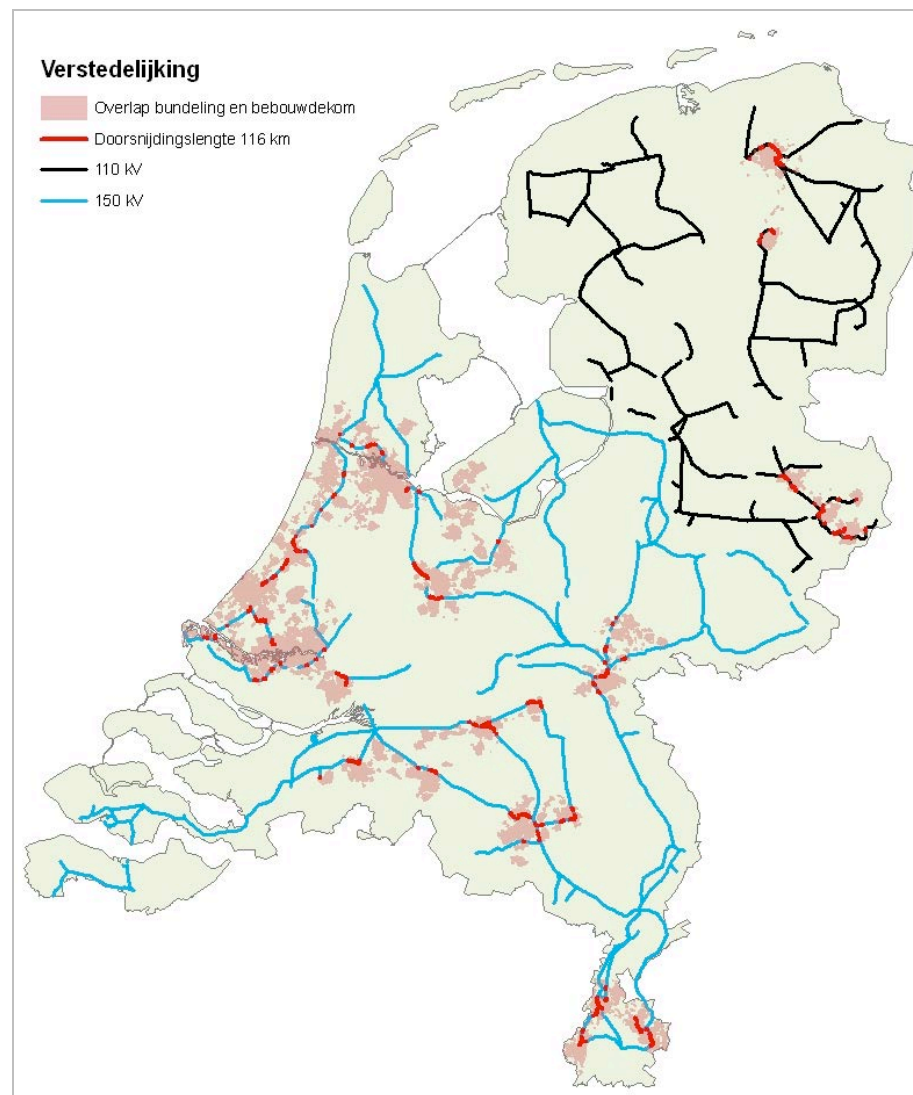 Verstedelijking
Overlap bundeling en bebouwdekom
Doorsnijdingslengte 116 km
110 kV
150 kV